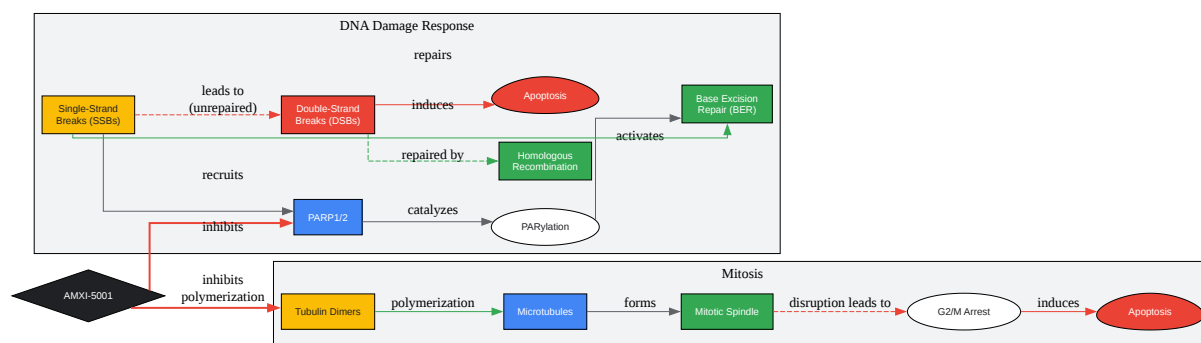 DNA Damage Response
repairs
Single-Strand
Breaks (SSBs)
leads to
(unrepaired)
Double-Strand
Breaks (DSBs)
induces
Apoptosis
Base Excision
Repair (BER)
activates
repaired by
Homologous
Recombination
recruits
inhibits
PARP1/2
catalyzes
PARylation
AMXI-5001
inhibits
polymerization
Mitosis
Tubulin Dimers
polymerization
Microtubules
forms
Mitotic Spindle
disruption leads to
G2/M Arrest
induces
Apoptosis